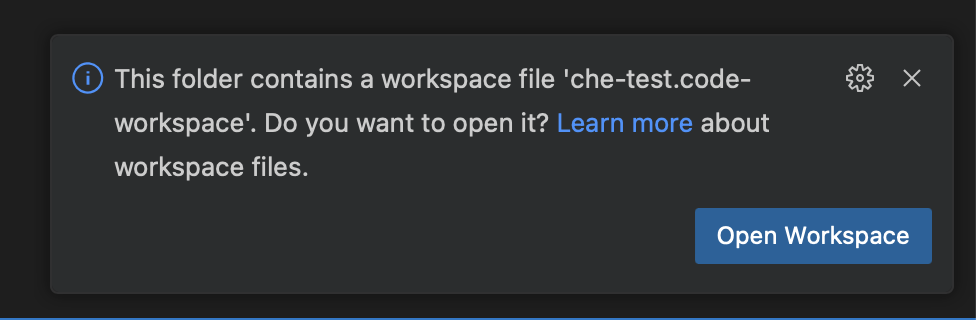 This folder contains a workspace file 'che-test.code-
workspace'. Do you want to open it? Learn more about
workspace files.
Open Workspace